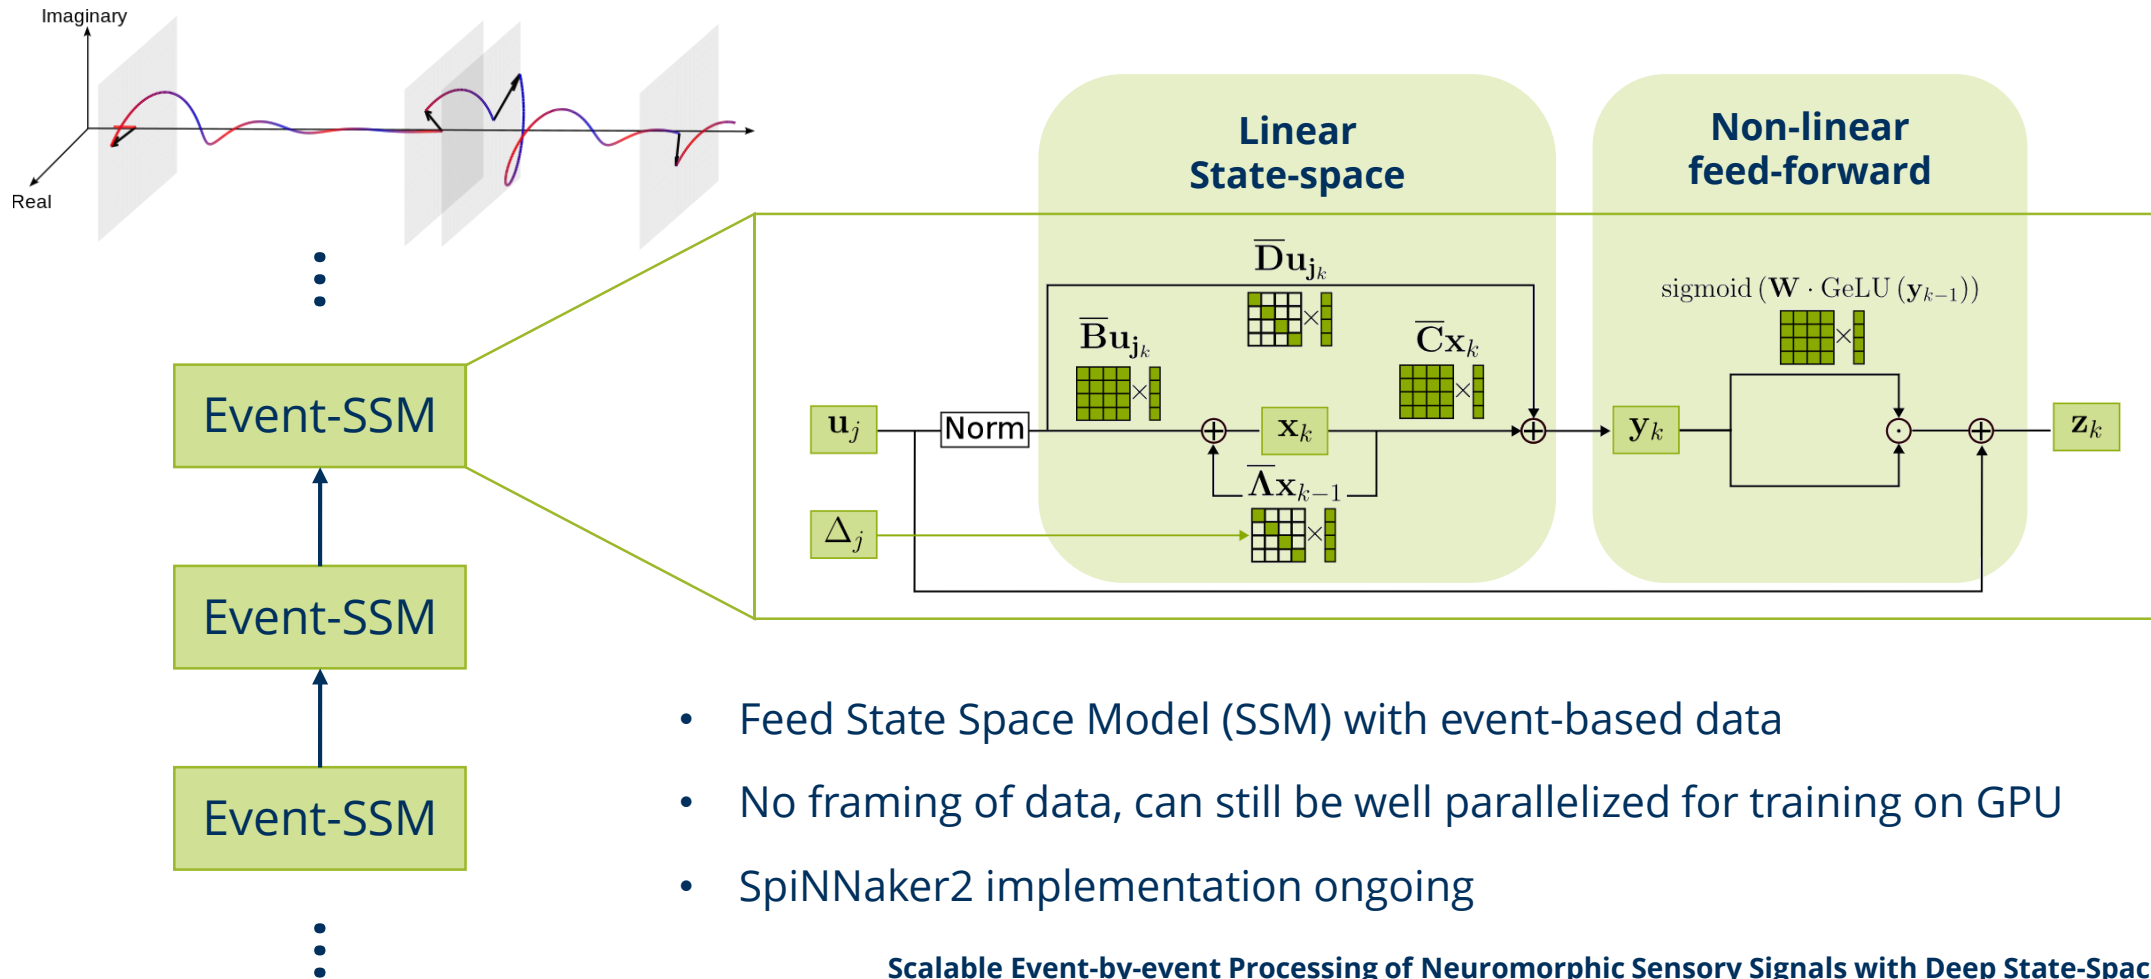 Imaginary
Real
Linear
State-space
Non-linear
feed-forward
D̅u_{j_k}
sigmoid (W · GeLU (y_{k−1}))
B̅u_{j_k}
C̅x_k
u_j
Norm
x_k
y_k
z_k
Λ̅x_{k−1}
Δ_j
Event-SSM
Event-SSM
Event-SSM
• Feed State Space Model (SSM) with event-based data
• No framing of data, can still be well parallelized for training on GPU
• SpiNNaker2 implementation ongoing
Scalable Event-by-event Processing of Neuromorphic Sensory Signals with Deep State-Spac